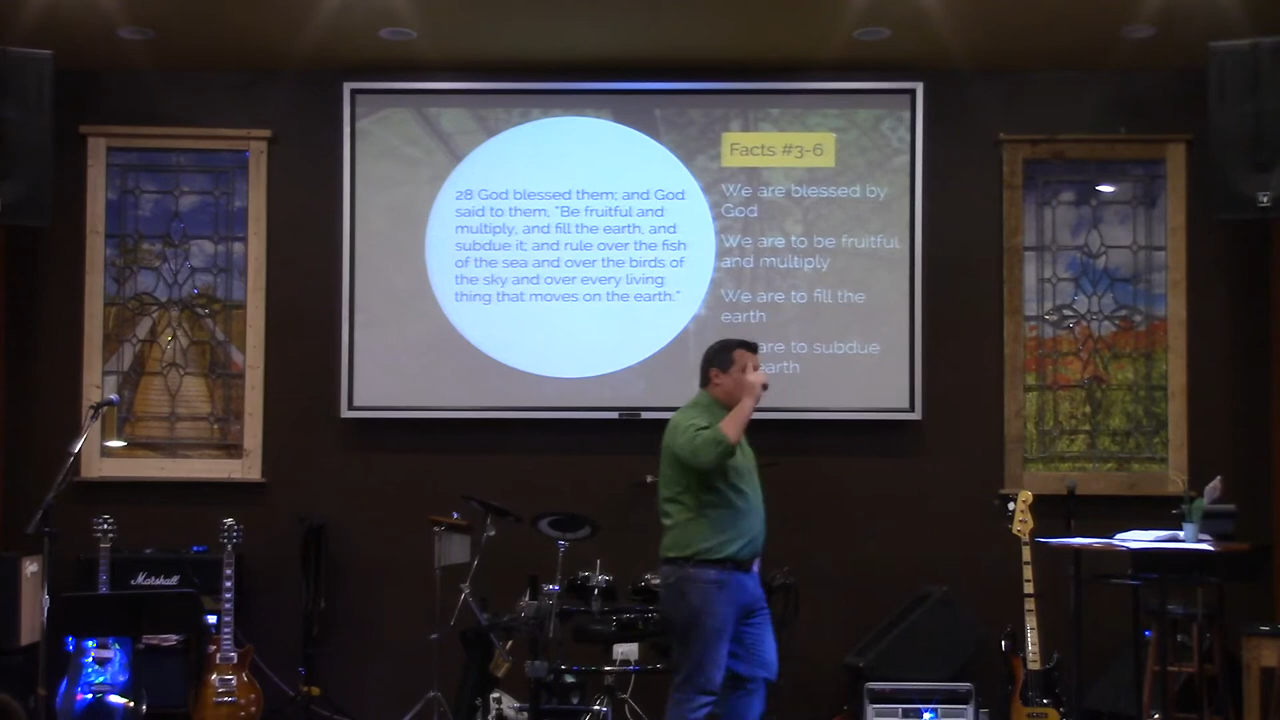 28 God blessed them; and God
said to them, "Be fruitful and
multiply, and fill the earth, and
subdue it; and rule over the fish
of the sea and over the birds of
the sky and over every living
thing that moves on the earth."
Facts #3-6
We are blessed by
God
We are to be fruitful
and multiply
We are to fill the
earth
are to subdue
earth
Marshall